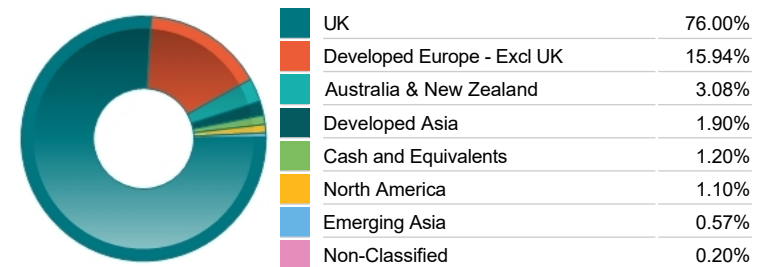 UK 76.00%
Developed Europe - Excl UK 15.94%
Australia & New Zealand 3.08%
Developed Asia 1.90%
Cash and Equivalents 1.20%
North America 1.10%
Emerging Asia 0.57%
Non-Classified 0.20%